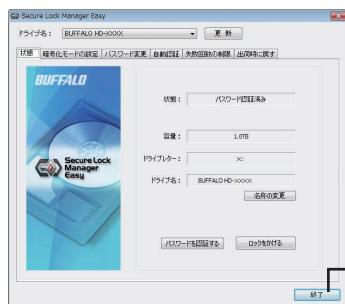 Secure Lock Manager Easy
ドライブ名： BUFFALO HD-XXXX 更 新
状態 暗号化モードの設定 パスワード変更 自動認証 失敗回数の制限 出荷時に戻す
BUFFALO
状態： パスワード認証済み
容量： 1.0TB
Secure Lock
Manager
Easy
ドライブレター： X:
ドライブ名： BUFFALO HD-XXXX
名称の変更
パスワードを認証する ロックをかける
終了